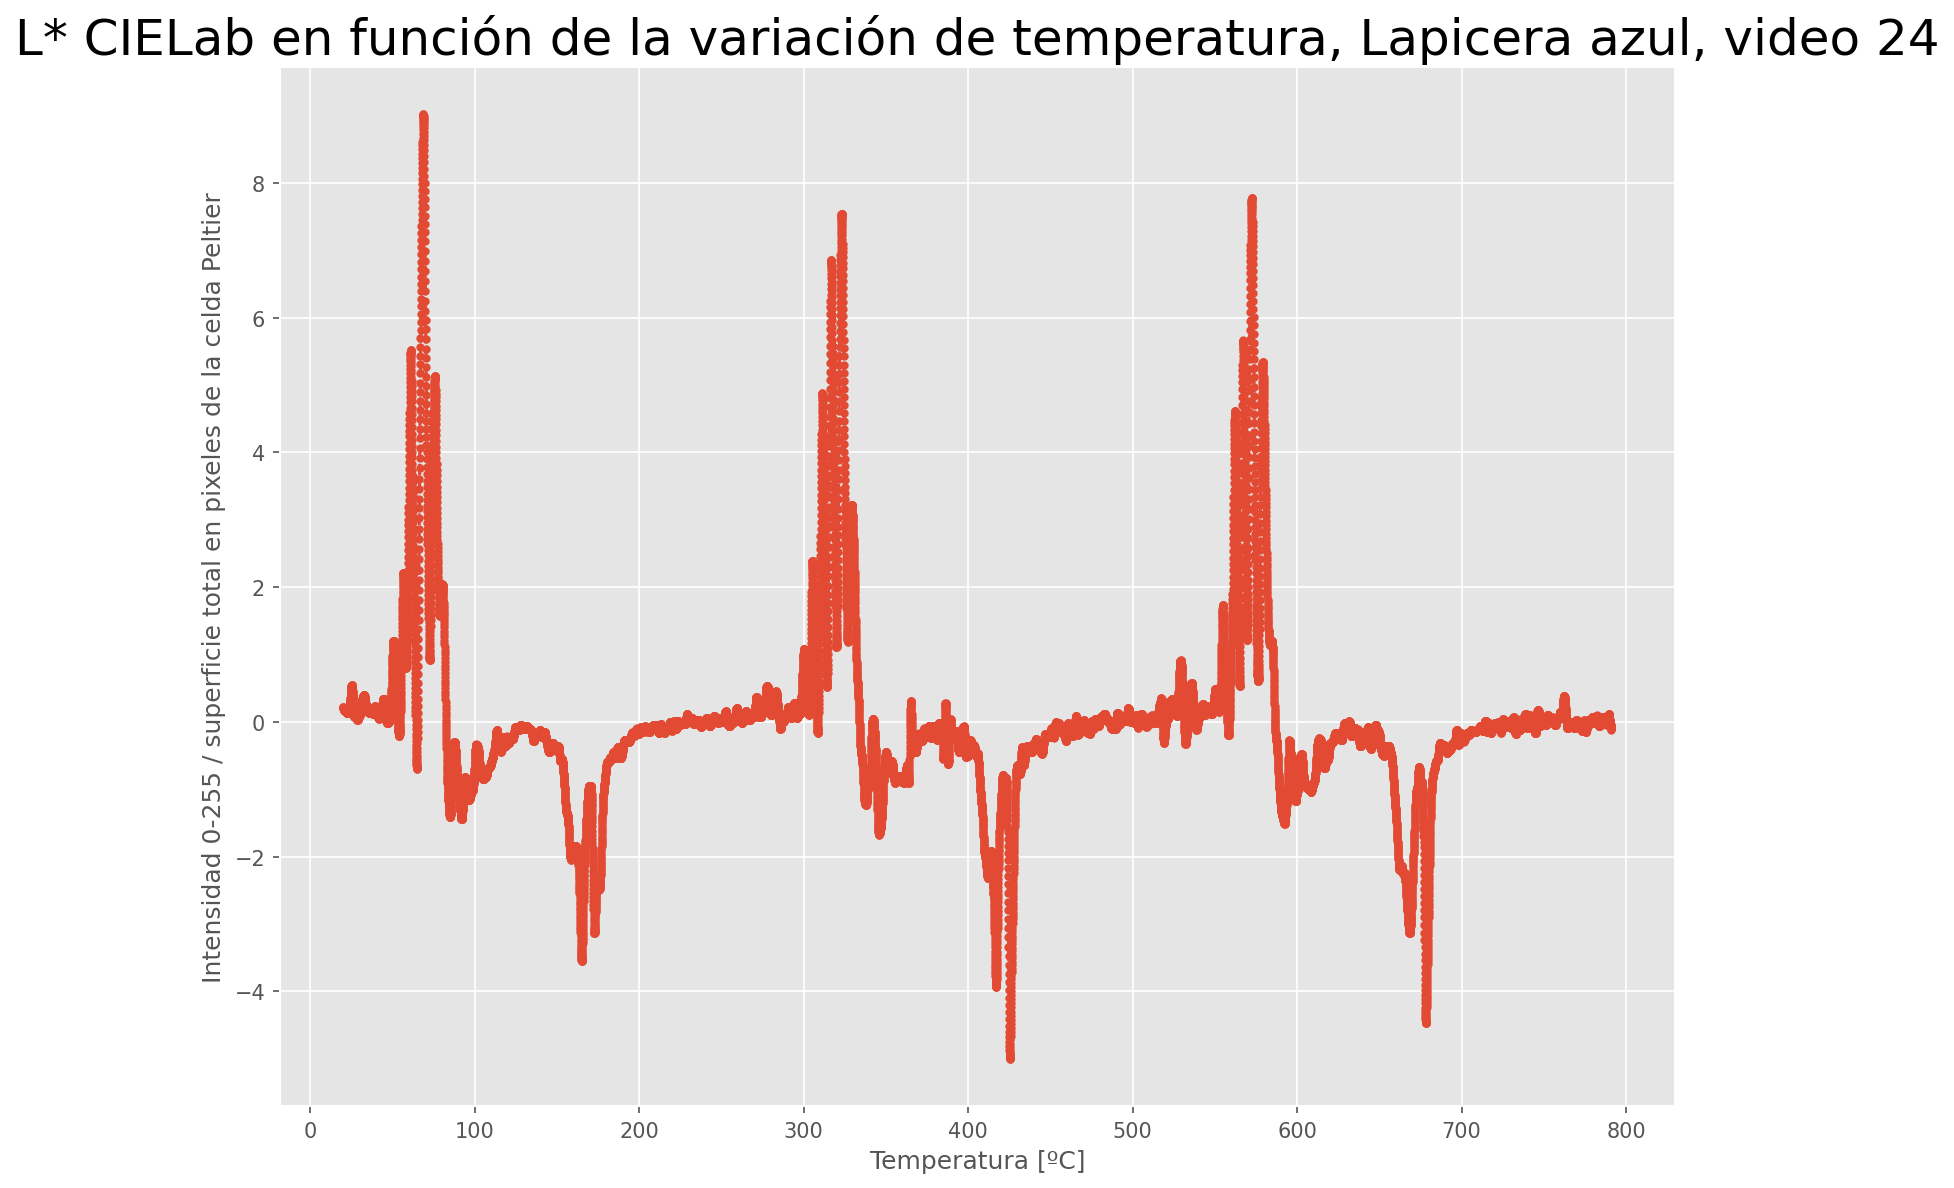 L* CIELab en función de la variación de temperatura, Lapicera azul, video 24
Intensidad 0-255 / superficie total en pixeles de la celda Peltier
8
6
4
2
0
−2
−4
0 100 200 300 400 500 600 700 800
Temperatura [ºC]